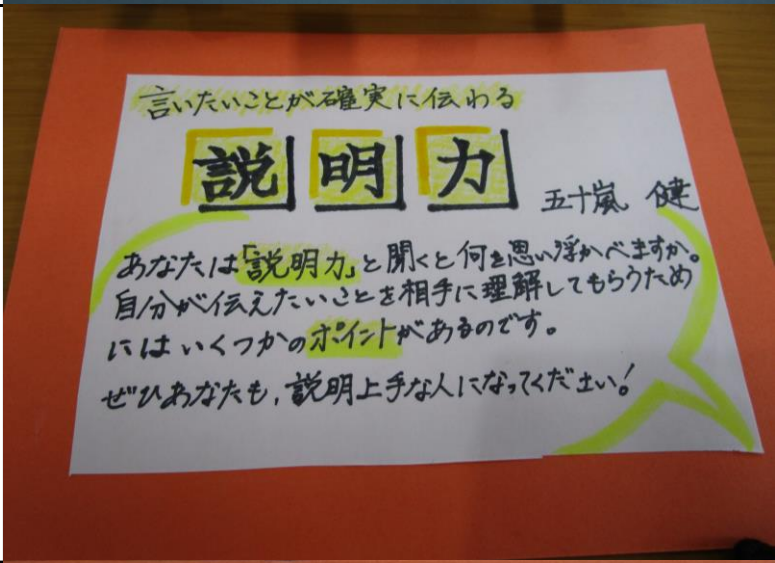 言いたいことが確実に伝わる
説明力
五十嵐 健
あなたは「説明力」と聞くと何を思い浮かべますか。
自分が伝えたいことを相手に理解してもらうため
にはいくつかのポイントがあるのです。
ぜひあなたも、説明上手な人になってください!